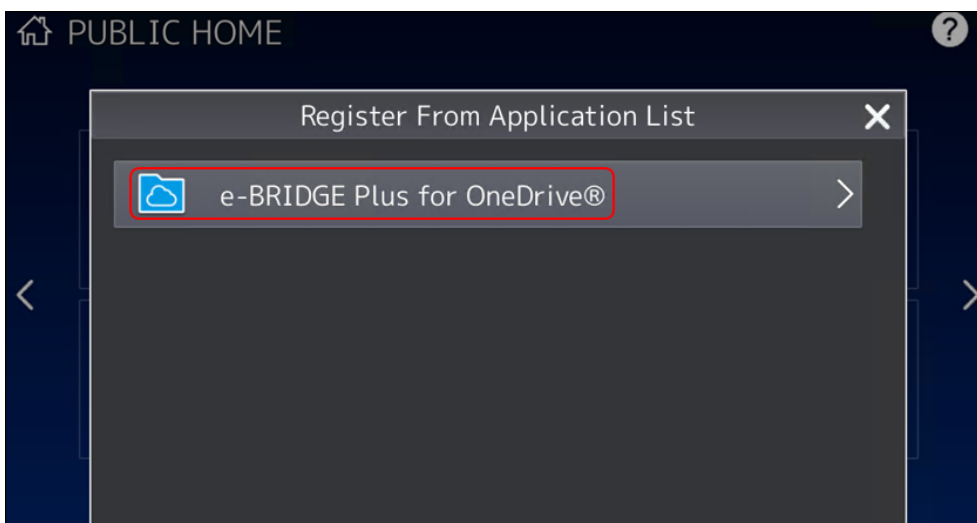 PUBLIC HOME
?
Register From Application List
e-BRIDGE Plus for OneDrive®